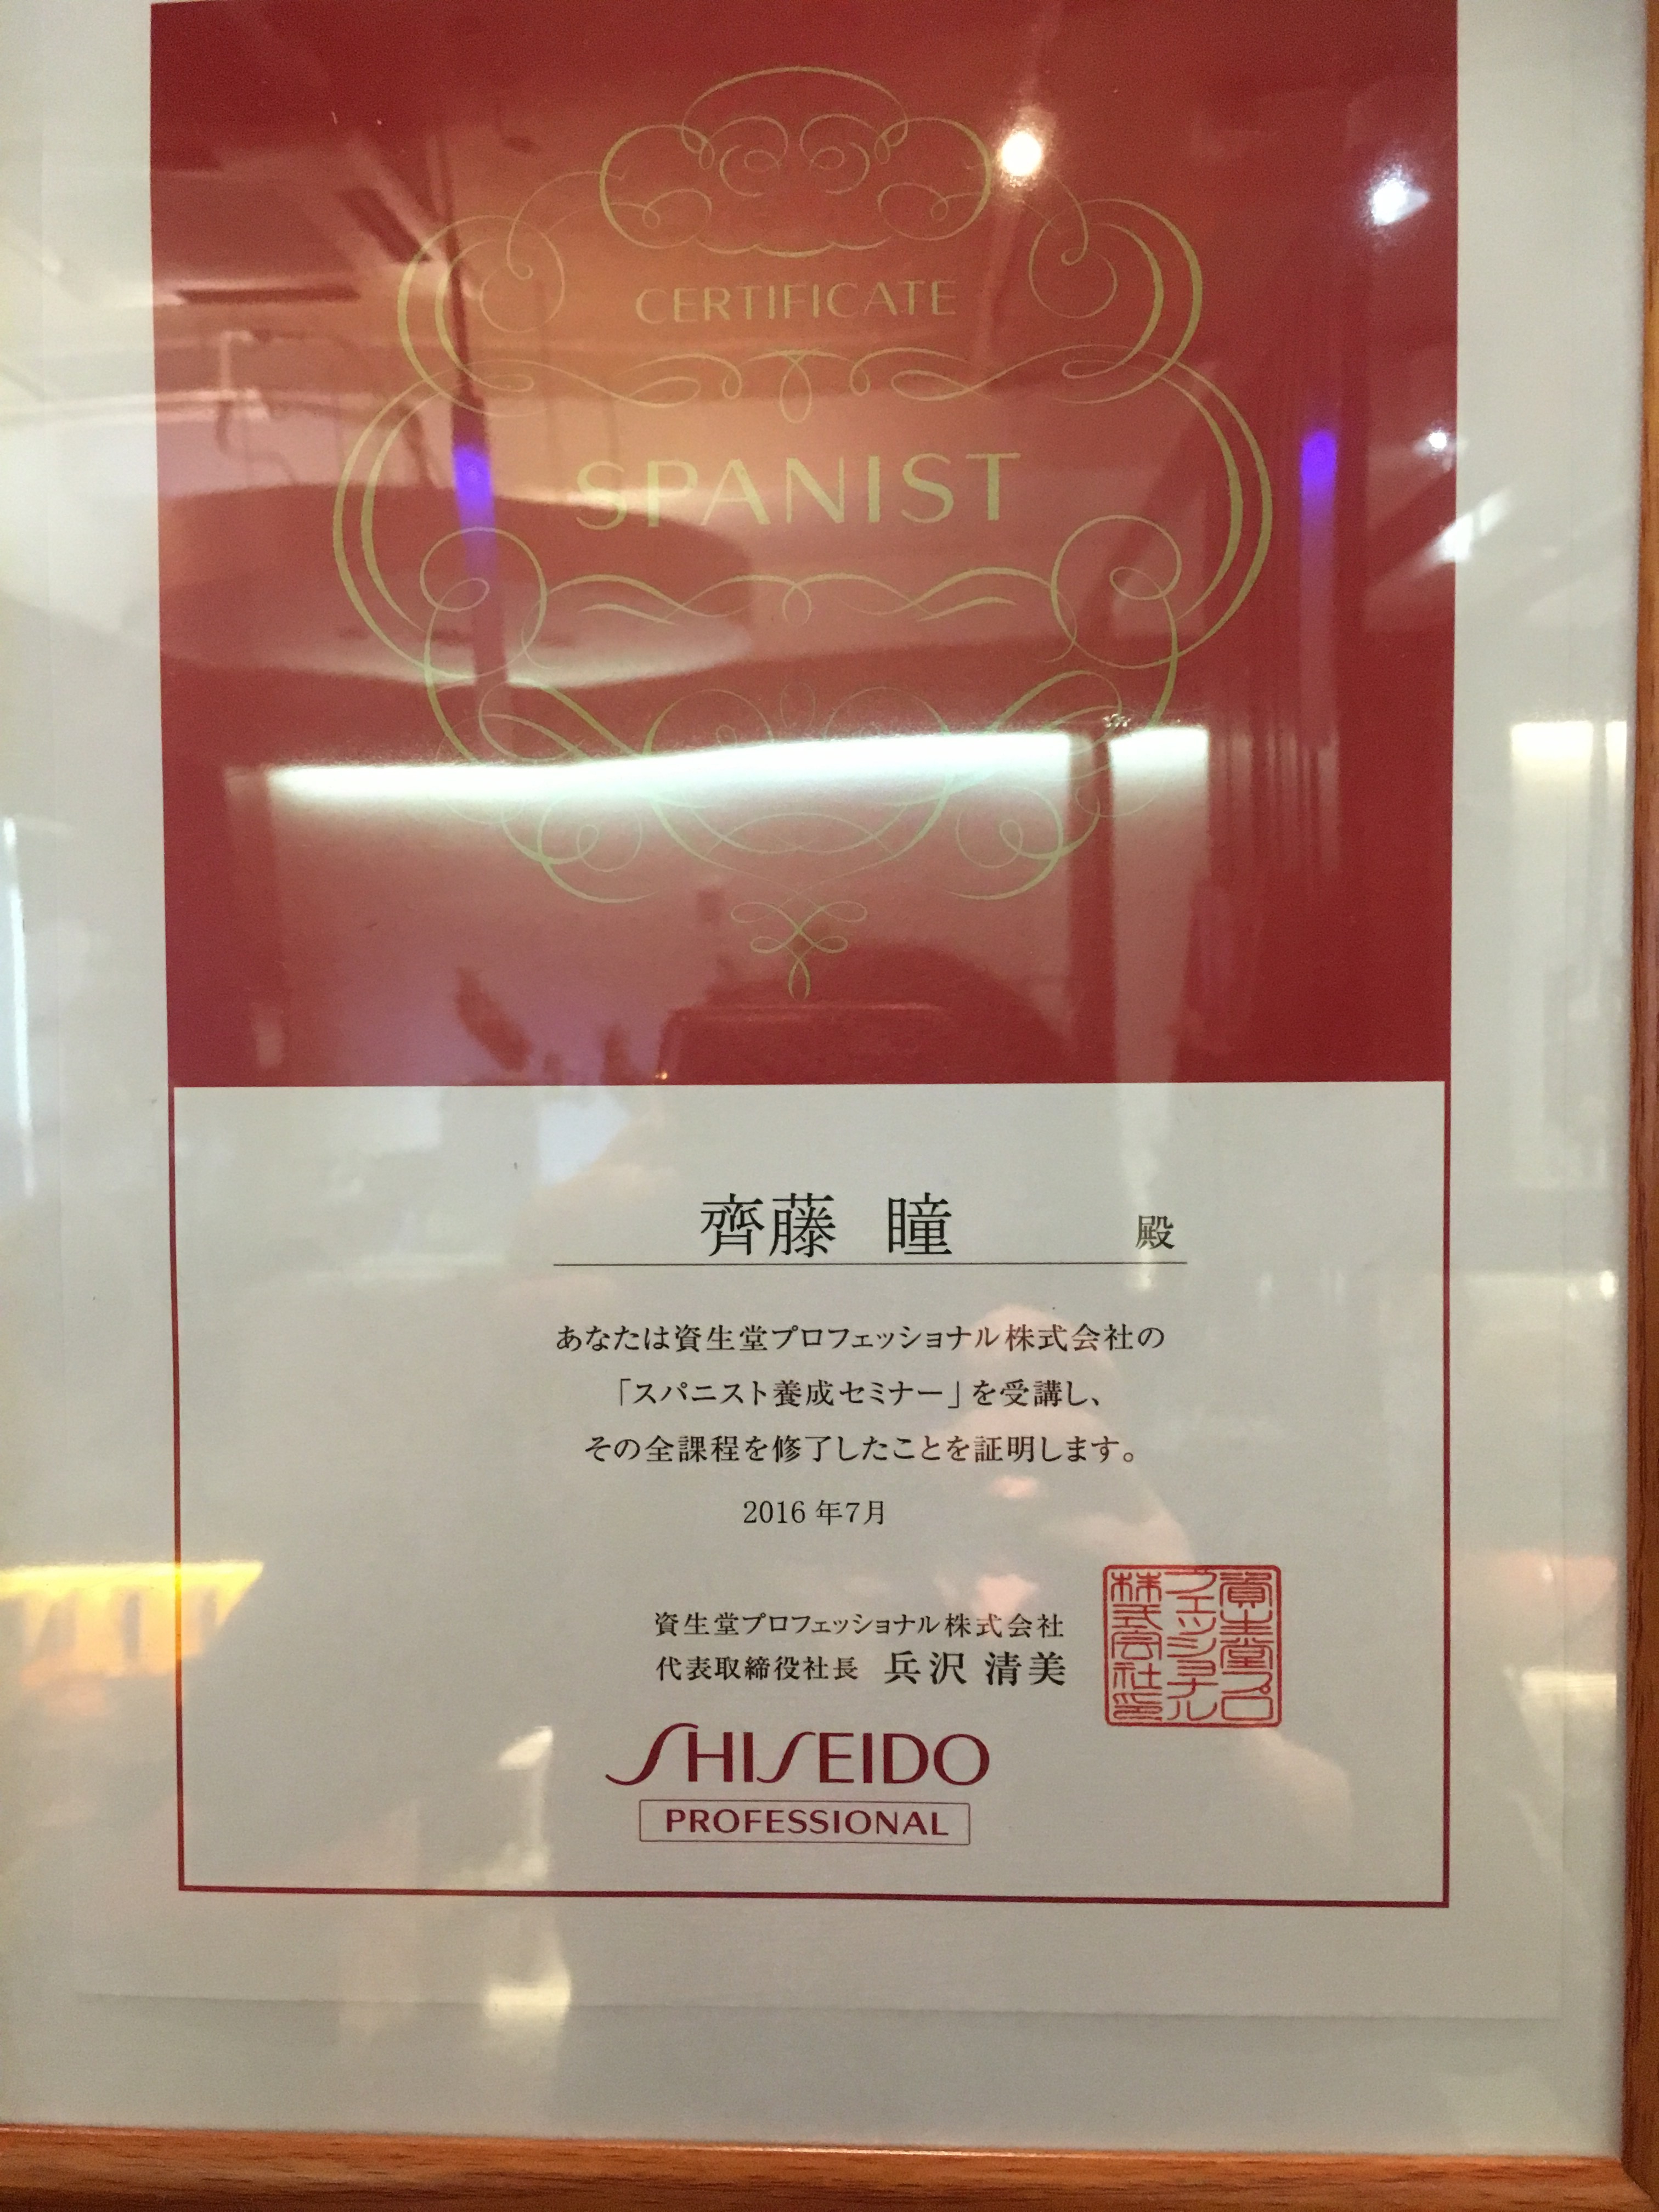 CERTIFICATE
SPANIST
齊藤 瞳 殿
あなたは資生堂プロフェッショナル株式会社の
「スパニスト養成セミナー」を受講し、
その全課程を修了したことを証明します。
2016年7月
資生堂プロフェッショナル株式会社
代表取締役社長 兵沢 清美
資生堂プロ
フェッショナル
株式会社印
SHISEIDO
PROFESSIONAL